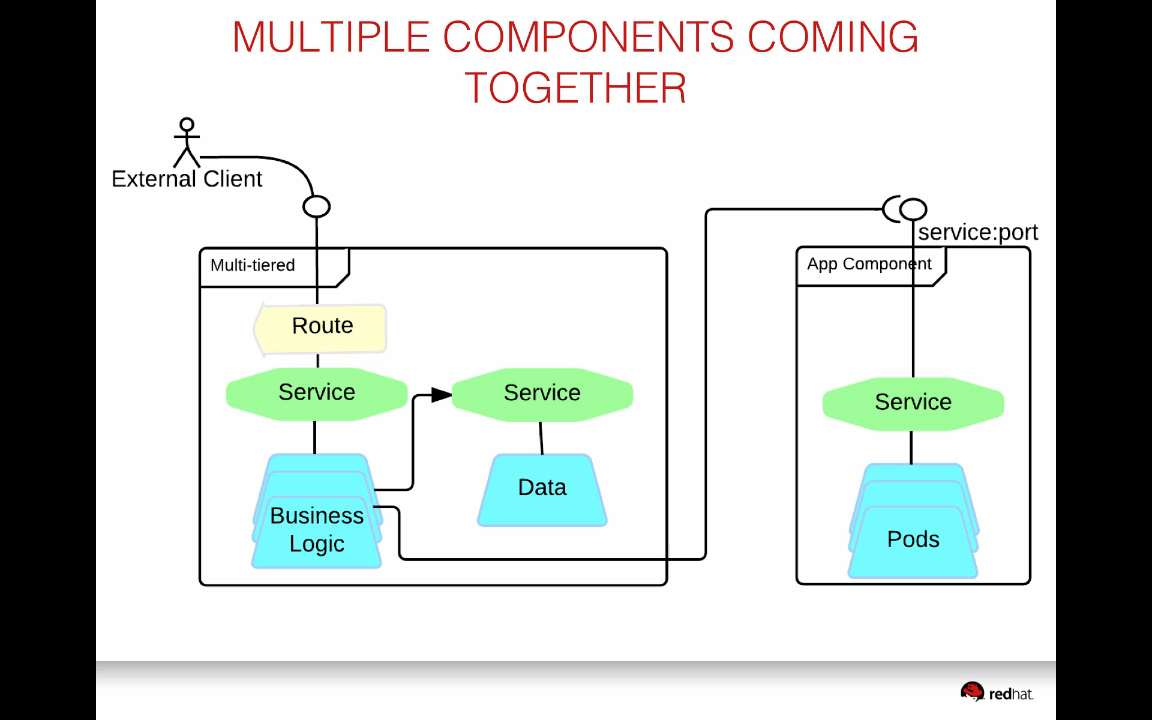 MULTIPLE COMPONENTS COMING
TOGETHER
External Client
service:port
Multi-tiered
App Component
Route
Service
Service
Service
Business
Logic
Data
Pods
redhat.